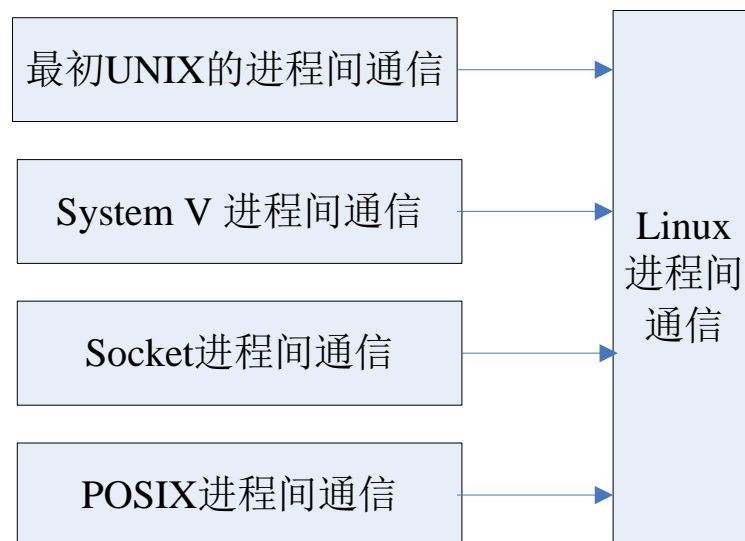 最初UNIX的进程间通信
System V 进程间通信
Socket进程间通信
POSIX进程间通信
Linux
进程间
通信